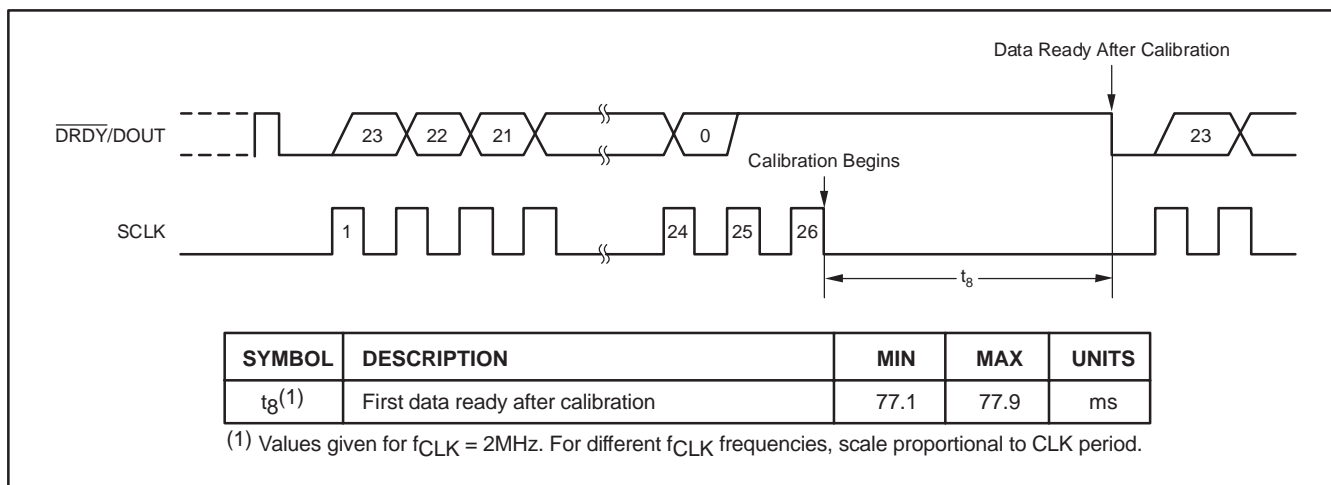 Data Ready After Calibration
DRDY/DOUT
23
22
21
0
23
Calibration Begins
SCLK
1
24
25
26
t8
SYMBOL DESCRIPTION MIN MAX UNITS
t8(1) First data ready after calibration 77.1 77.9 ms
(1) Values given for fCLK = 2MHz. For different fCLK frequencies, scale proportional to CLK period.